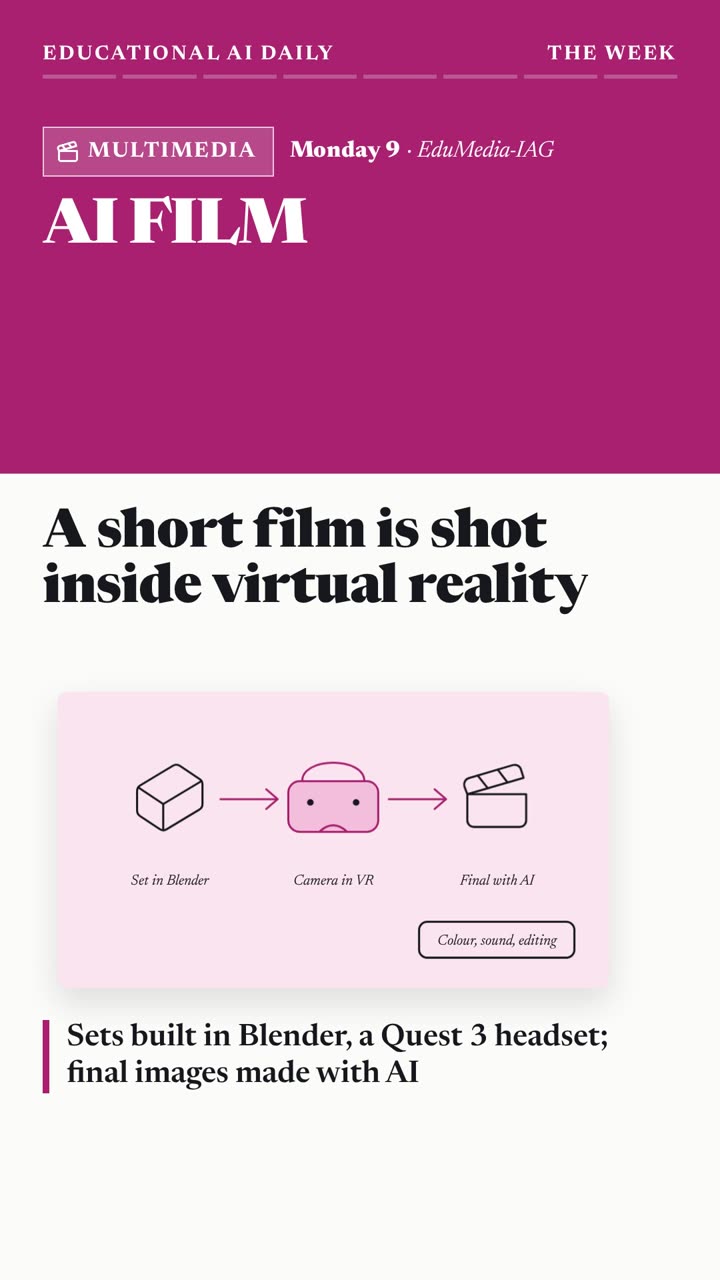 EDUCATIONAL AI DAILY
THE WEEK
MULTIMEDIA
Monday 9 · EduMedia-IAG
AI FILM
A short film is shot
inside virtual reality
Set in Blender
Camera in VR
Final with AI
Colour, sound, editing
Sets built in Blender, a Quest 3 headset;
final images made with AI